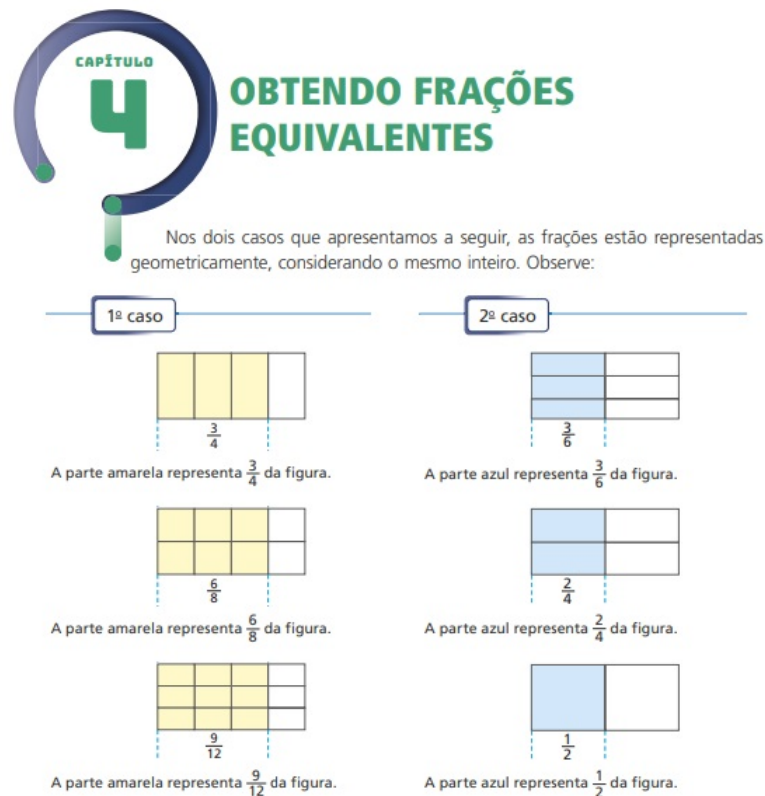 CAPÍTULO
4
OBTENDO FRAÇÕES
EQUIVALENTES
Nos dois casos que apresentamos a seguir, as frações estão representadas
geometricamente, considerando o mesmo inteiro. Observe:
1º caso
3/4
A parte amarela representa 3/4 da figura.
6/8
A parte amarela representa 6/8 da figura.
9/12
A parte amarela representa 9/12 da figura.
2º caso
3/6
A parte azul representa 3/6 da figura.
2/4
A parte azul representa 2/4 da figura.
1/2
A parte azul representa 1/2 da figura.